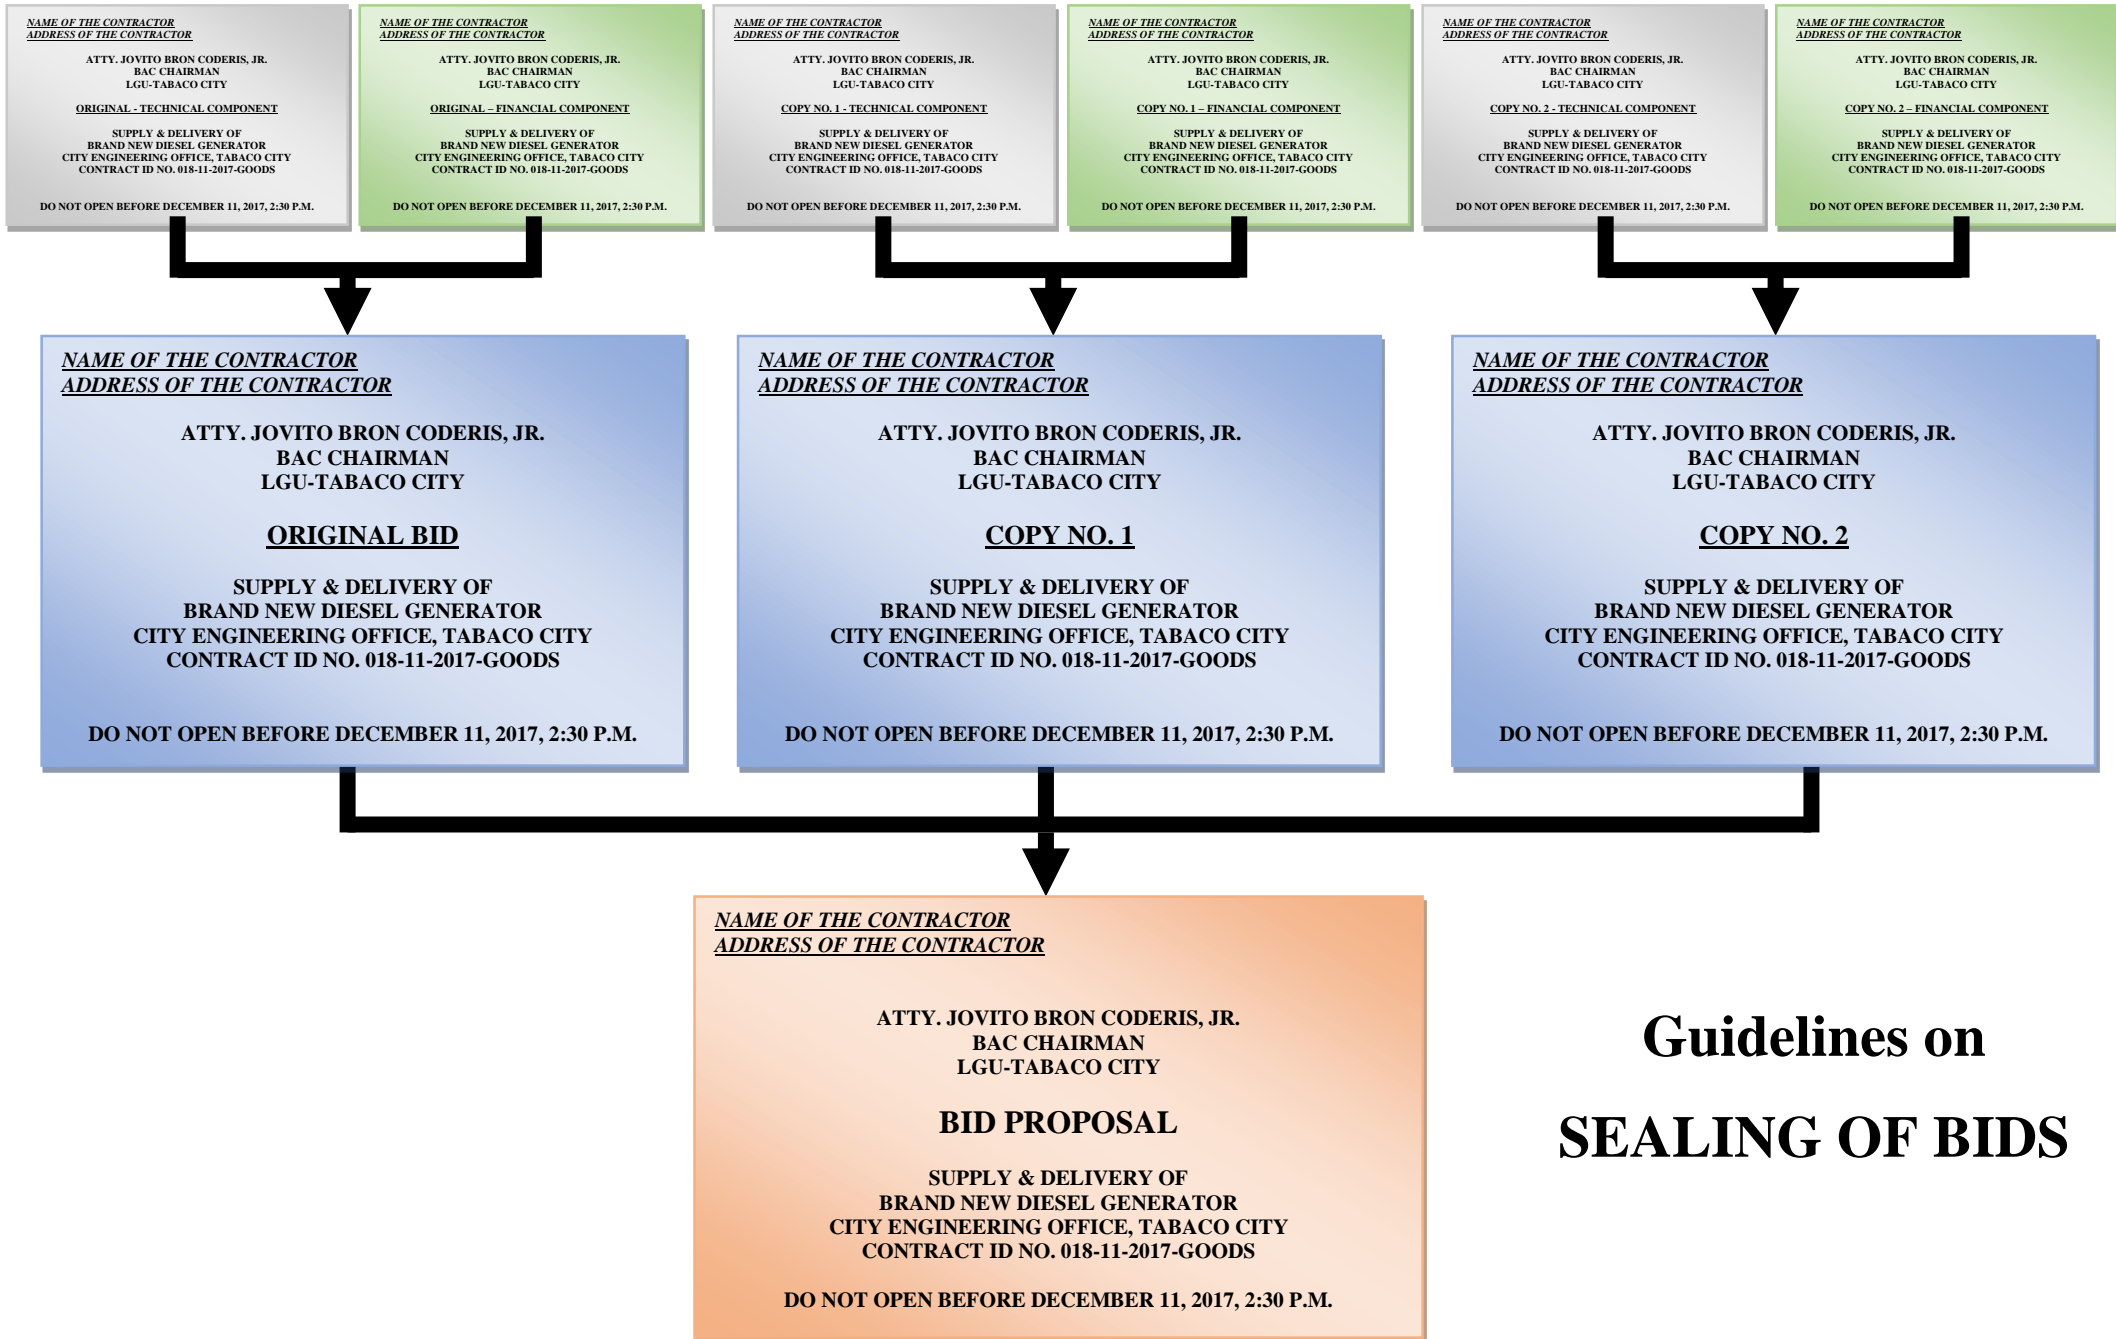 NAME OF THE CONTRACTOR
ADDRESS OF THE CONTRACTOR
ATTY. JOVITO BRON CODERIS, JR.
BAC CHAIRMAN
LGU-TABACO CITY
ORIGINAL - TECHNICAL COMPONENT
SUPPLY & DELIVERY OF
BRAND NEW DIESEL GENERATOR
CITY ENGINEERING OFFICE, TABACO CITY
CONTRACT ID NO. 018-11-2017-GOODS
DO NOT OPEN BEFORE DECEMBER 11, 2017, 2:30 P.M.
NAME OF THE CONTRACTOR
ADDRESS OF THE CONTRACTOR
ATTY. JOVITO BRON CODERIS, JR.
BAC CHAIRMAN
LGU-TABACO CITY
ORIGINAL – FINANCIAL COMPONENT
SUPPLY & DELIVERY OF
BRAND NEW DIESEL GENERATOR
CITY ENGINEERING OFFICE, TABACO CITY
CONTRACT ID NO. 018-11-2017-GOODS
DO NOT OPEN BEFORE DECEMBER 11, 2017, 2:30 P.M.
NAME OF THE CONTRACTOR
ADDRESS OF THE CONTRACTOR
ATTY. JOVITO BRON CODERIS, JR.
BAC CHAIRMAN
LGU-TABACO CITY
COPY NO. 1 - TECHNICAL COMPONENT
SUPPLY & DELIVERY OF
BRAND NEW DIESEL GENERATOR
CITY ENGINEERING OFFICE, TABACO CITY
CONTRACT ID NO. 018-11-2017-GOODS
DO NOT OPEN BEFORE DECEMBER 11, 2017, 2:30 P.M.
NAME OF THE CONTRACTOR
ADDRESS OF THE CONTRACTOR
ATTY. JOVITO BRON CODERIS, JR.
BAC CHAIRMAN
LGU-TABACO CITY
COPY NO. 1 – FINANCIAL COMPONENT
SUPPLY & DELIVERY OF
BRAND NEW DIESEL GENERATOR
CITY ENGINEERING OFFICE, TABACO CITY
CONTRACT ID NO. 018-11-2017-GOODS
DO NOT OPEN BEFORE DECEMBER 11, 2017, 2:30 P.M.
NAME OF THE CONTRACTOR
ADDRESS OF THE CONTRACTOR
ATTY. JOVITO BRON CODERIS, JR.
BAC CHAIRMAN
LGU-TABACO CITY
COPY NO. 2 - TECHNICAL COMPONENT
SUPPLY & DELIVERY OF
BRAND NEW DIESEL GENERATOR
CITY ENGINEERING OFFICE, TABACO CITY
CONTRACT ID NO. 018-11-2017-GOODS
DO NOT OPEN BEFORE DECEMBER 11, 2017, 2:30 P.M.
NAME OF THE CONTRACTOR
ADDRESS OF THE CONTRACTOR
ATTY. JOVITO BRON CODERIS, JR.
BAC CHAIRMAN
LGU-TABACO CITY
COPY NO. 2 – FINANCIAL COMPONENT
SUPPLY & DELIVERY OF
BRAND NEW DIESEL GENERATOR
CITY ENGINEERING OFFICE, TABACO CITY
CONTRACT ID NO. 018-11-2017-GOODS
DO NOT OPEN BEFORE DECEMBER 11, 2017, 2:30 P.M.
NAME OF THE CONTRACTOR
ADDRESS OF THE CONTRACTOR
ATTY. JOVITO BRON CODERIS, JR.
BAC CHAIRMAN
LGU-TABACO CITY
ORIGINAL BID
SUPPLY & DELIVERY OF
BRAND NEW DIESEL GENERATOR
CITY ENGINEERING OFFICE, TABACO CITY
CONTRACT ID NO. 018-11-2017-GOODS
DO NOT OPEN BEFORE DECEMBER 11, 2017, 2:30 P.M.
NAME OF THE CONTRACTOR
ADDRESS OF THE CONTRACTOR
ATTY. JOVITO BRON CODERIS, JR.
BAC CHAIRMAN
LGU-TABACO CITY
COPY NO. 1
SUPPLY & DELIVERY OF
BRAND NEW DIESEL GENERATOR
CITY ENGINEERING OFFICE, TABACO CITY
CONTRACT ID NO. 018-11-2017-GOODS
DO NOT OPEN BEFORE DECEMBER 11, 2017, 2:30 P.M.
NAME OF THE CONTRACTOR
ADDRESS OF THE CONTRACTOR
ATTY. JOVITO BRON CODERIS, JR.
BAC CHAIRMAN
LGU-TABACO CITY
COPY NO. 2
SUPPLY & DELIVERY OF
BRAND NEW DIESEL GENERATOR
CITY ENGINEERING OFFICE, TABACO CITY
CONTRACT ID NO. 018-11-2017-GOODS
DO NOT OPEN BEFORE DECEMBER 11, 2017, 2:30 P.M.
NAME OF THE CONTRACTOR
ADDRESS OF THE CONTRACTOR
ATTY. JOVITO BRON CODERIS, JR.
BAC CHAIRMAN
LGU-TABACO CITY
BID PROPOSAL
SUPPLY & DELIVERY OF
BRAND NEW DIESEL GENERATOR
CITY ENGINEERING OFFICE, TABACO CITY
CONTRACT ID NO. 018-11-2017-GOODS
DO NOT OPEN BEFORE DECEMBER 11, 2017, 2:30 P.M.
Guidelines on
SEALING OF BIDS